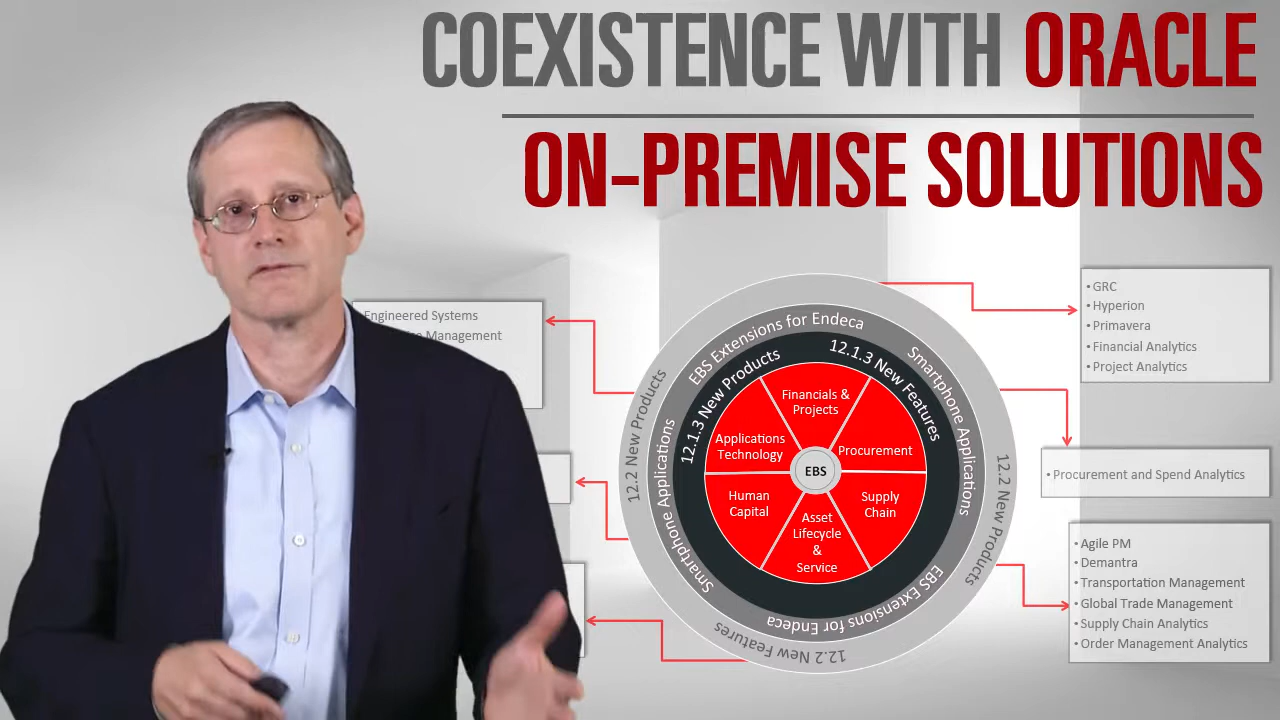 COEXISTENCE WITH ORACLE
ON-PREMISE SOLUTIONS
Engineered Systems
Management
12.2 New Products
EBS Extensions for Endeca
Smartphone Applications
12.1.3 New Products
12.1.3 New Features
Financials &
Projects
Procurement
Supply
Chain
Asset
Lifecycle
&
Service
Human
Capital
Applications
Technology
EBS
Smartphone Applications
EBS Extensions for Endeca
12.2 New Products
12.2 New Features
• GRC
• Hyperion
• Primavera
• Financial Analytics
• Project Analytics
• Procurement and Spend Analytics
• Agile PM
• Demantra
• Transportation Management
• Global Trade Management
• Supply Chain Analytics
• Order Management Analytics